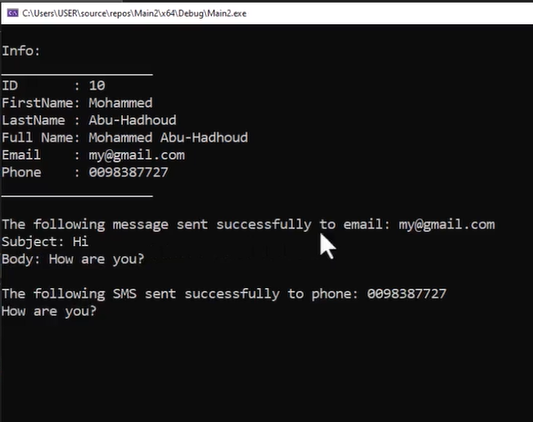 C:\Users\USER\source\repos\Main2\x64\Debug\Main2.exe
Info:
___________________
ID       : 10
FirstName: Mohammed
LastName : Abu-Hadhoud
Full Name: Mohammed Abu-Hadhoud
Email    : my@gmail.com
Phone    : 0098387727
___________________
The following message sent successfully to email: my@gmail.com
Subject: Hi
Body: How are you?
The following SMS sent successfully to phone: 0098387727
How are you?